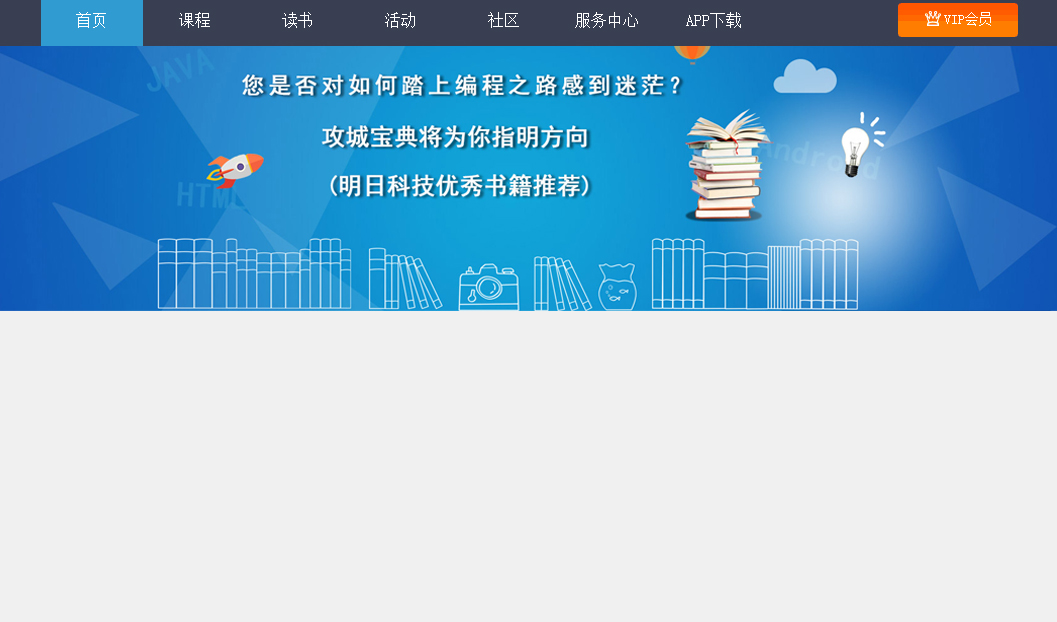 首页 课程 读书 活动 社区 服务中心 APP下载 VIP会员
JAVA
您是否对如何踏上编程之路感到迷茫？
攻城宝典将为你指明方向
android
HTML
(明日科技优秀书籍推荐)